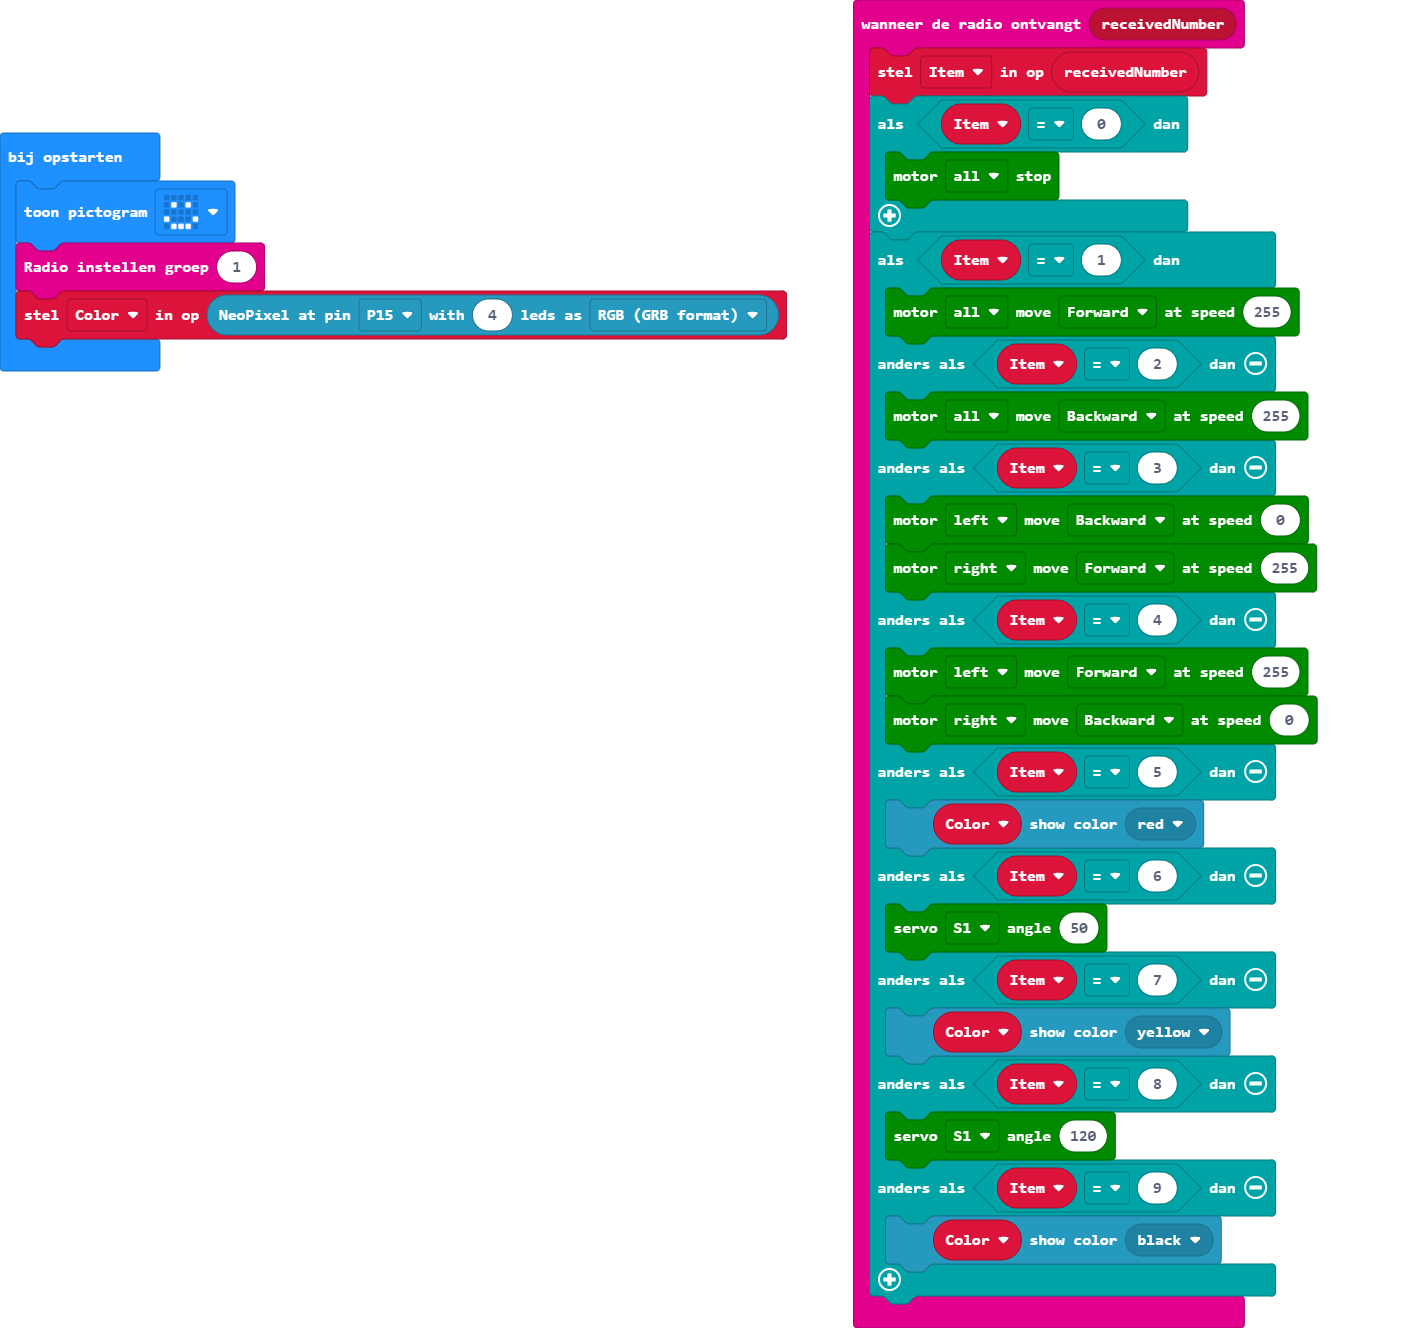 bij opstarten
toon pictogram
Radio instellen groep 1
stel Color in op NeoPixel at pin P15 with 4 leds as RGB (GRB format)
wanneer de radio ontvangt receivedNumber
stel Item in op receivedNumber
als Item = 0 dan
motor all stop
als Item = 1 dan
motor all move Forward at speed 255
anders als Item = 2 dan
motor all move Backward at speed 255
anders als Item = 3 dan
motor left move Backward at speed 0
motor right move Forward at speed 255
anders als Item = 4 dan
motor left move Forward at speed 255
motor right move Backward at speed 0
anders als Item = 5 dan
Color show color red
anders als Item = 6 dan
servo S1 angle 50
anders als Item = 7 dan
Color show color yellow
anders als Item = 8 dan
servo S1 angle 120
anders als Item = 9 dan
Color show color black